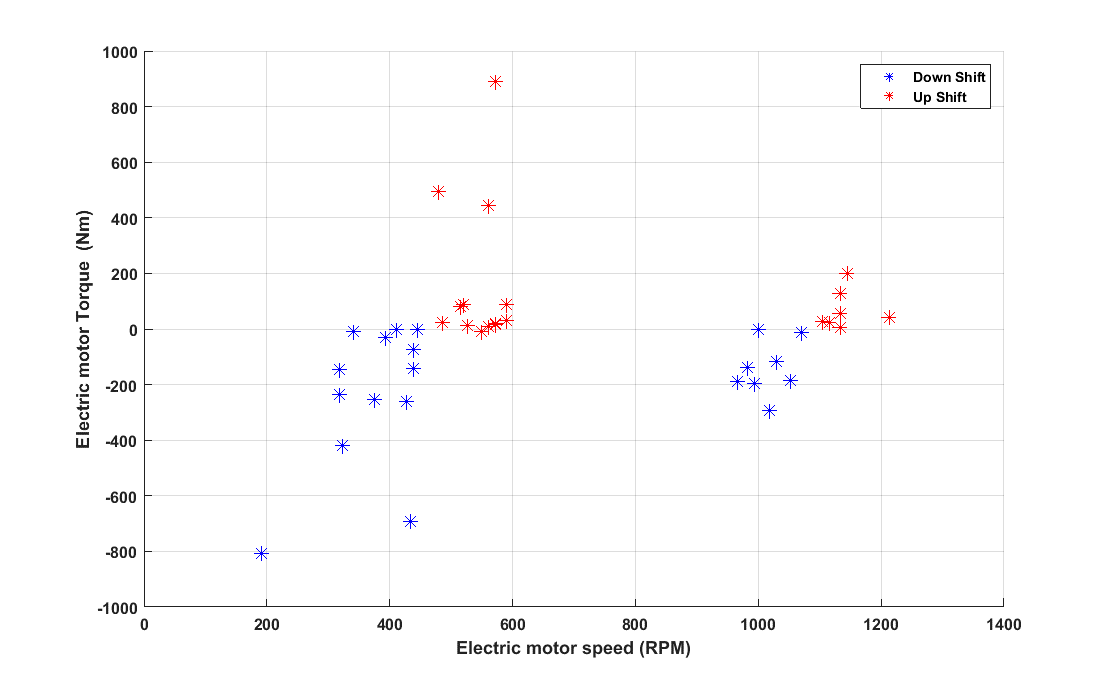 1000
800
600
400
200
0
-200
-400
-600
-800
-1000
Electric motor Torque (Nm)
Down Shift
Up Shift
0 200 400 600 800 1000 1200 1400
Electric motor speed (RPM)